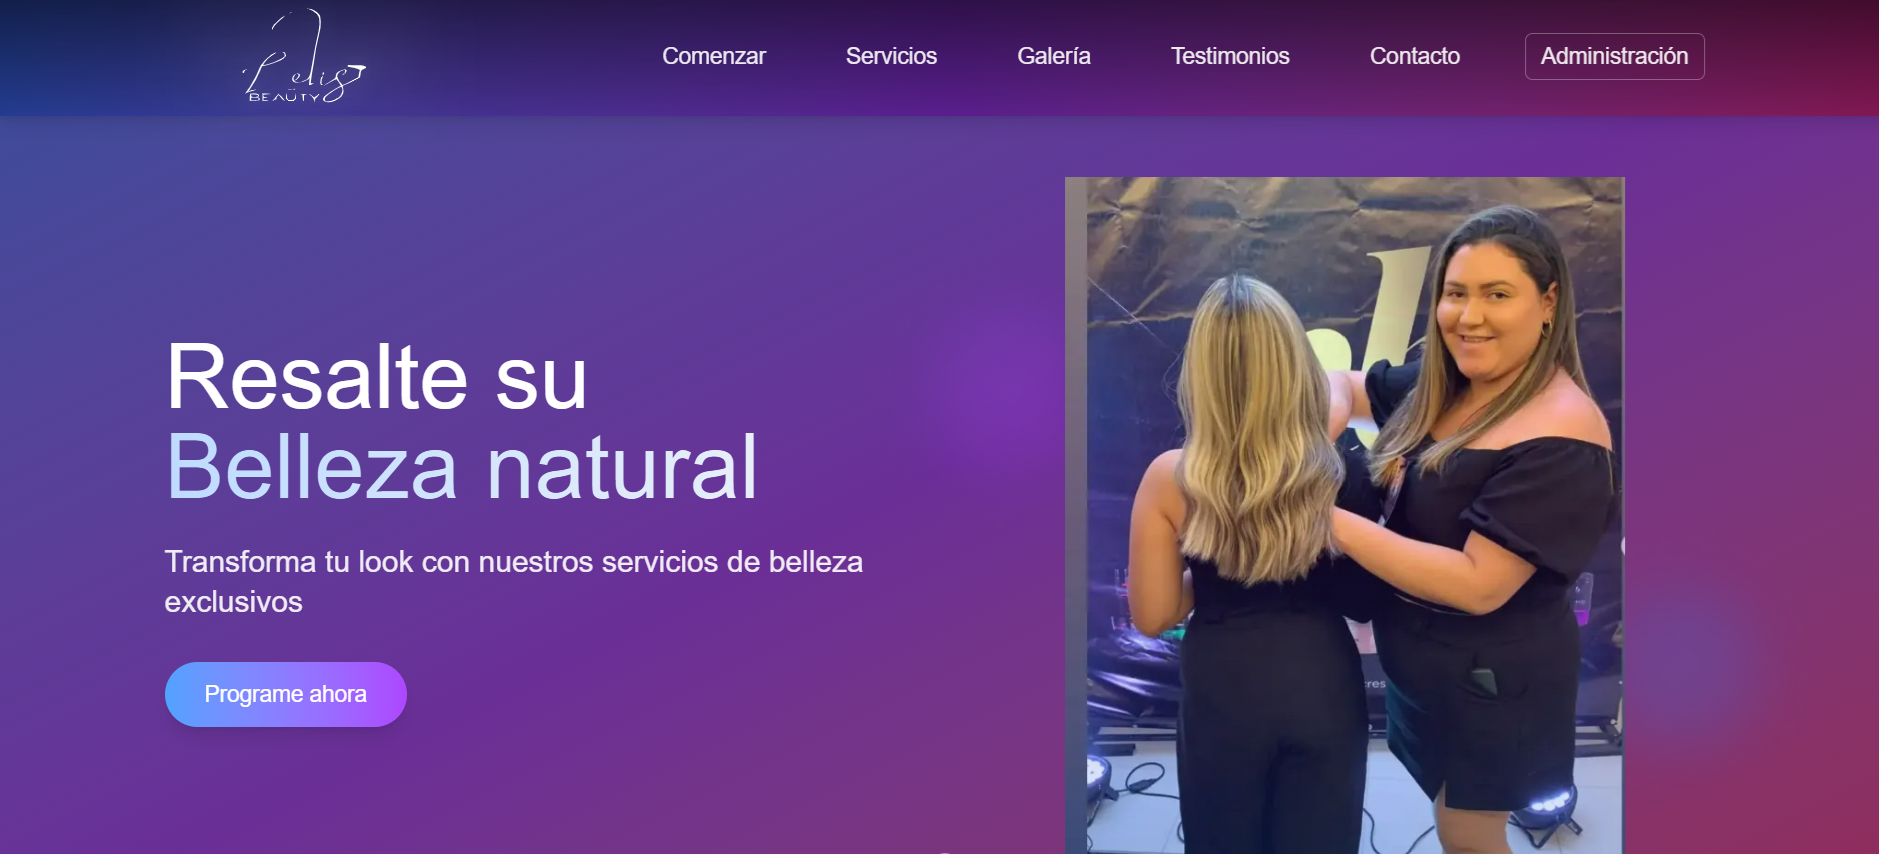 BEAUTY
Comenzar
Servicios
Galería
Testimonios
Contacto
Administración
Resalte su
Belleza natural
Transforma tu look con nuestros servicios de belleza
exclusivos
Programe ahora